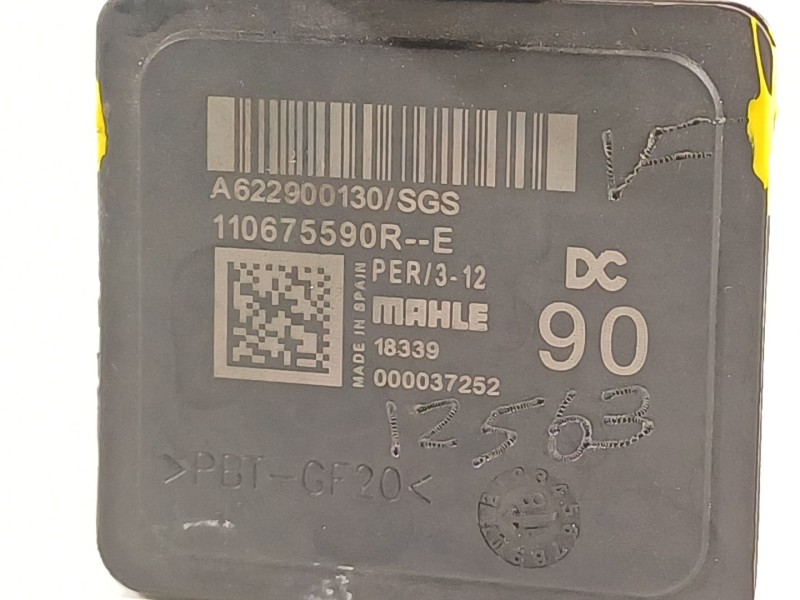 A622900130/SGS
110675590R--E
PER/3-12
DC
MAHLE
90
MADE IN SPAIN
18339
000037252
12563
>PBT-GF20<